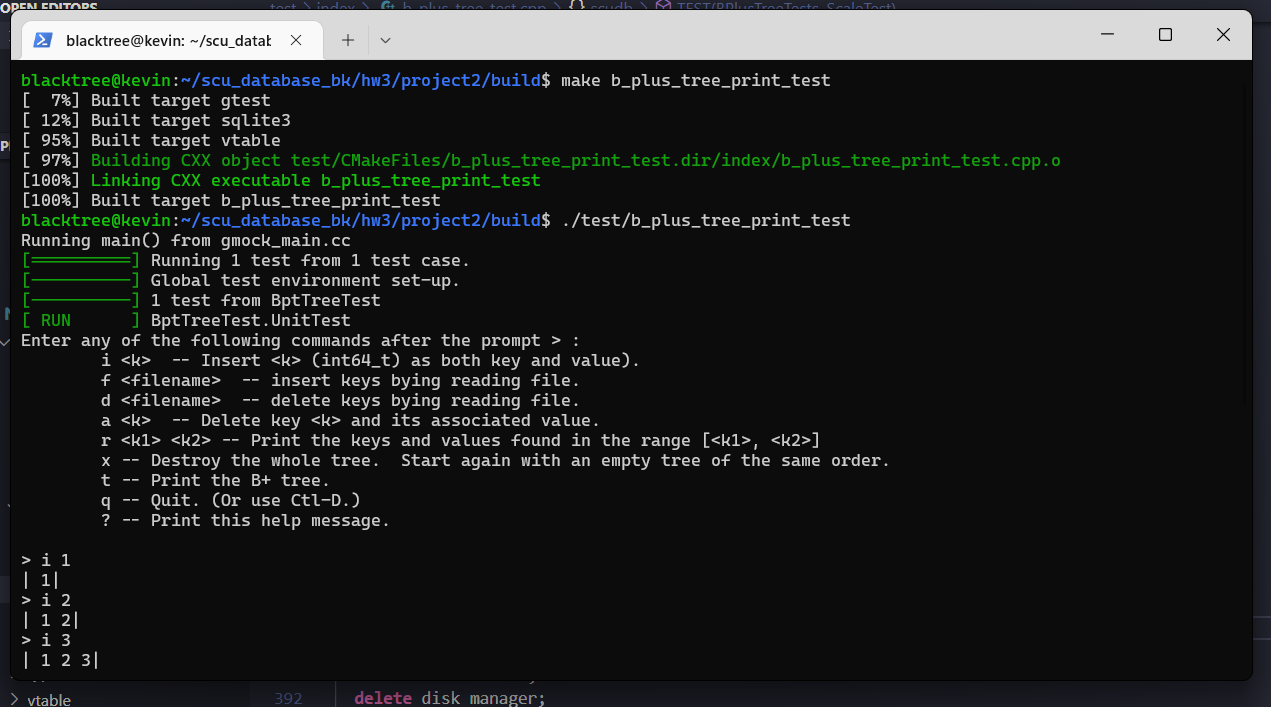 OPEN EDITORS
test > index > b_plus_tree_test.cpp > {} scudb > TEST(BPlusTreeTests, ScaleTest)
blacktree@kevin: ~/scu_datab
blacktree@kevin:~/scu_database_bk/hw3/project2/build$ make b_plus_tree_print_test
[  7%] Built target gtest
[ 12%] Built target sqlite3
[ 95%] Built target vtable
[ 97%] Building CXX object test/CMakeFiles/b_plus_tree_print_test.dir/index/b_plus_tree_print_test.cpp.o
[100%] Linking CXX executable b_plus_tree_print_test
[100%] Built target b_plus_tree_print_test
blacktree@kevin:~/scu_database_bk/hw3/project2/build$ ./test/b_plus_tree_print_test
Running main() from gmock_main.cc
[==========] Running 1 test from 1 test case.
[----------] Global test environment set-up.
[----------] 1 test from BptTreeTest
[ RUN      ] BptTreeTest.UnitTest
Enter any of the following commands after the prompt > :
i <k>  -- Insert <k> (int64_t) as both key and value).
f <filename>  -- insert keys bying reading file.
d <filename>  -- delete keys bying reading file.
a <k>  -- Delete key <k> and its associated value.
r <k1> <k2> -- Print the keys and values found in the range [<k1>, <k2>]
x -- Destroy the whole tree.  Start again with an empty tree of the same order.
t -- Print the B+ tree.
q -- Quit. (Or use Ctl-D.)
? -- Print this help message.
> i 1
| 1|
> i 2
| 1 2|
> i 3
| 1 2 3|
> vtable
392 delete disk_manager;